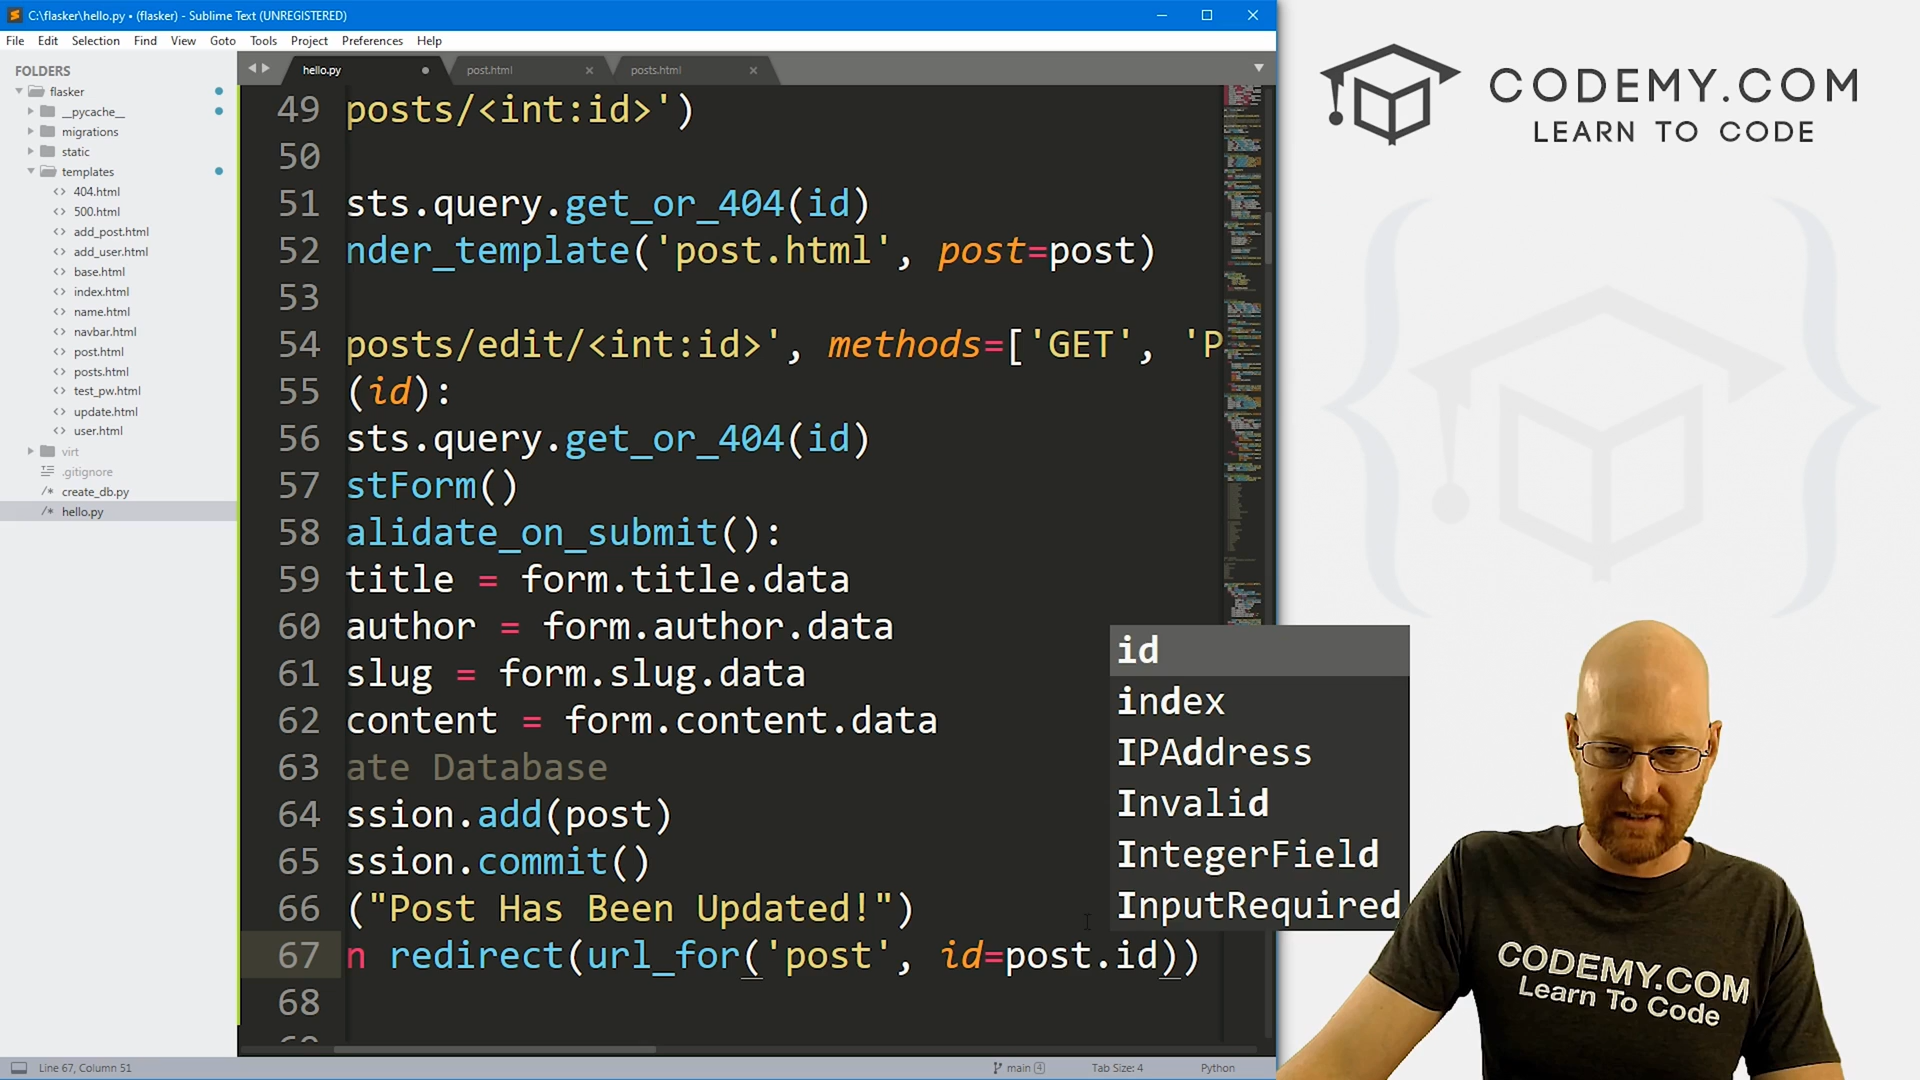 C:\flasker\hello.py • (flasker) - Sublime Text (UNREGISTERED)
File Edit Selection Find View Goto Tools Project Preferences Help
FOLDERS
flasker
__pycache__
migrations
static
templates
404.html
500.html
add_post.html
add_user.html
base.html
index.html
name.html
navbar.html
post.html
posts.html
test_pw.html
update.html
user.html
virt
.gitignore
create_db.py
hello.py
hello.py post.html posts.html
49 posts/<int:id>')
50
51 sts.query.get_or_404(id)
52 nder_template('post.html', post=post)
53
54 posts/edit/<int:id>', methods=['GET', 'P
55 (id):
56 sts.query.get_or_404(id)
57 stForm()
58 alidate_on_submit():
59 title = form.title.data
60 author = form.author.data
61 slug = form.slug.data
62 content = form.content.data
63 ate Database
64 ssion.add(post)
65 ssion.commit()
66 ("Post Has Been Updated!")
67 n redirect(url_for('post', id=post.id))
68
id
index
IPAddress
Invalid
IntegerField
InputRequired
Line 67, Column 51
main 4
Tab Size: 4
Python
CODEMY.COM
LEARN TO CODE
CODEMY.COM
Learn To Code